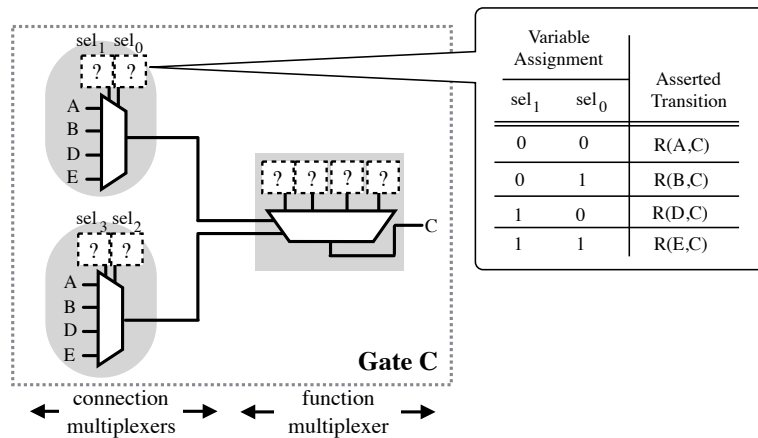 sel1 sel0
? ?
A
B
D
E
sel3 sel2
? ?
A
B
D
E
? ? ? ?
C
Gate C
connection
multiplexers
function
multiplexer
Variable
Assignment
Asserted
Transition
sel1 sel0
0 0 R(A,C)
0 1 R(B,C)
1 0 R(D,C)
1 1 R(E,C)